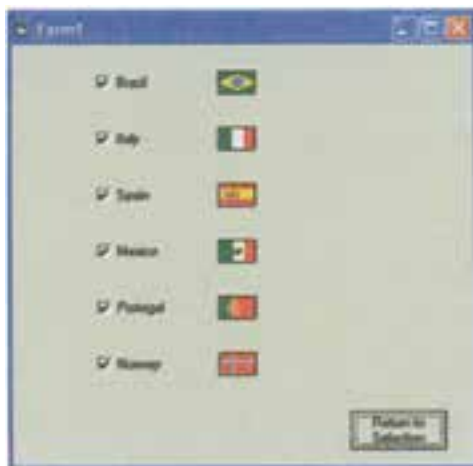 Form1
Brazil
Italy
Spain
Mexico
Portugal
Norway
Return to
Selection